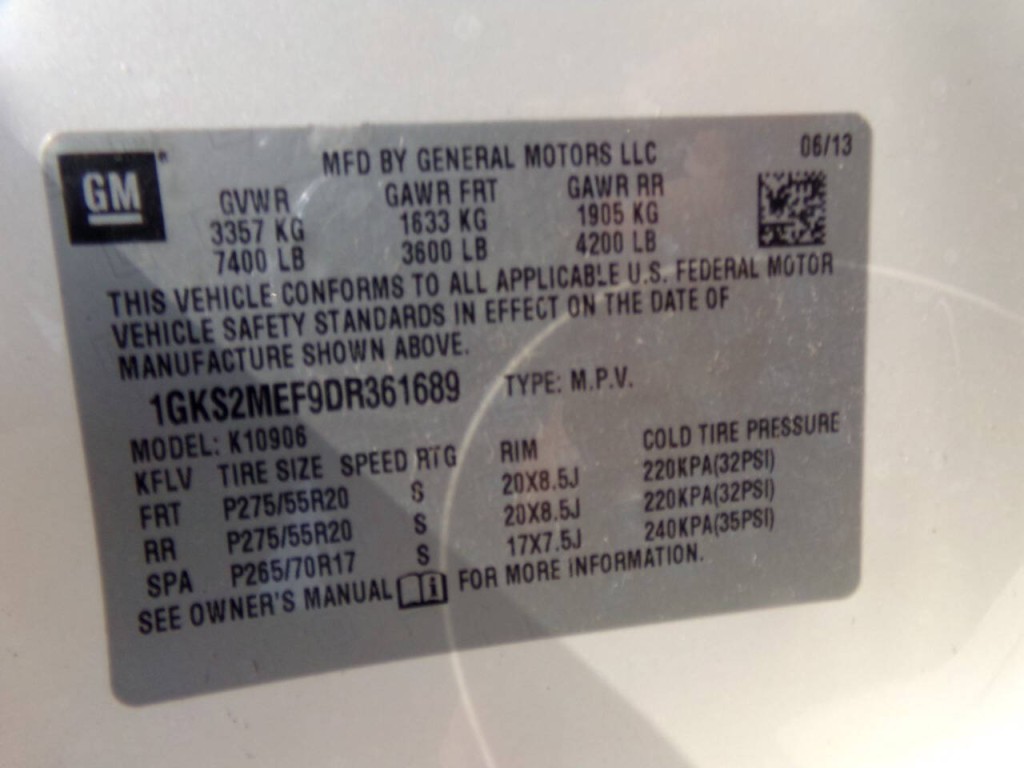 GM
MFD BY GENERAL MOTORS LLC 06/13
GVWR GAWR FRT GAWR RR
3357 KG 1633 KG 1905 KG
7400 LB 3600 LB 4200 LB
THIS VEHICLE CONFORMS TO ALL APPLICABLE U.S. FEDERAL MOTOR
VEHICLE SAFETY STANDARDS IN EFFECT ON THE DATE OF
MANUFACTURE SHOWN ABOVE.
1GKS2MEF9DR361689 TYPE: M.P.V.
MODEL: K10906
KFLV TIRE SIZE SPEED RTG RIM COLD TIRE PRESSURE
FRT P275/55R20 S 20X8.5J 220KPA(32PSI)
RR P275/55R20 S 20X8.5J 220KPA(32PSI)
SPA P265/70R17 S 17X7.5J 240KPA(35PSI)
SEE OWNER'S MANUAL FOR MORE INFORMATION.